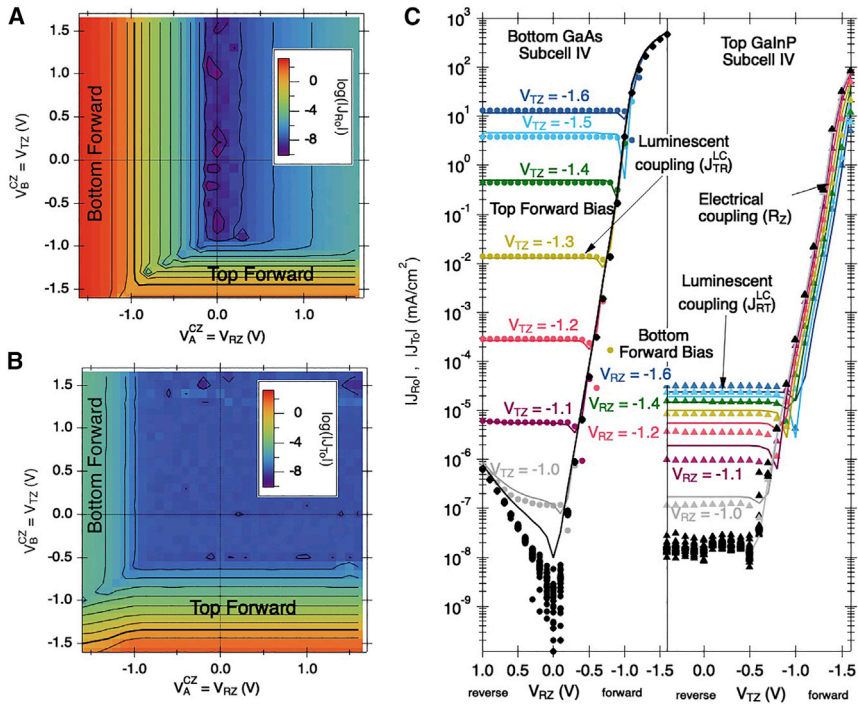 A
1.5
1.0
0.5
0.0
-0.5
-1.0
-1.5
V_B^CZ = V_TZ (V)
Bottom Forward
Top Forward
0
-4
-8
log(|J_Ro|)
-1.0
0.0
1.0
V_A^CZ = V_RZ (V)
B
1.5
1.0
0.5
0.0
-0.5
-1.0
-1.5
V_B^CZ = V_TZ (V)
Bottom Forward
Top Forward
0
-4
-8
log(|J_To|)
-1.0
0.0
1.0
V_A^CZ = V_RZ (V)
C
|J_Ro| , |J_To| (mA/cm²)
10³
10²
10¹
10⁰
10⁻¹
10⁻²
10⁻³
10⁻⁴
10⁻⁵
10⁻⁶
10⁻⁷
10⁻⁸
10⁻⁹
Bottom GaAs
Subcell IV
V_TZ = -1.6
V_TZ = -1.5
V_TZ = -1.4
Top Forward Bias
V_TZ = -1.3
V_TZ = -1.2
V_TZ = -1.1
V_TZ = -1.0
Top GaInP
Subcell IV
Luminescent
coupling (J_TR^LC)
Electrical
coupling (R_Z)
Luminescent
coupling (J_RT^LC)
Bottom
Forward Bias
V_RZ = -1.6
V_RZ = -1.4
V_RZ = -1.2
V_RZ = -1.1
V_RZ = -1.0
1.0 0.5 0.0 -0.5 -1.0 -1.5
reverse V_RZ (V) forward
0.0 -0.5 -1.0 -1.5
reverse V_TZ (V) forward